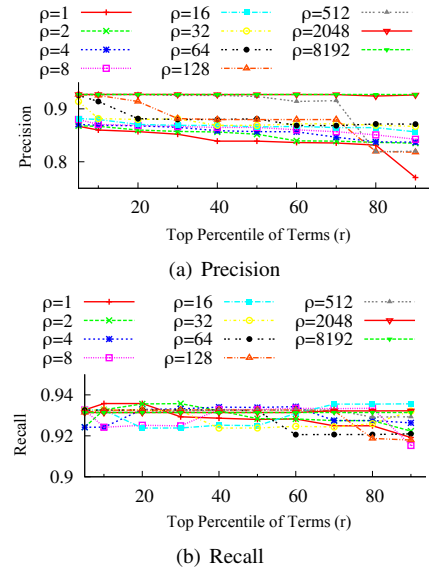 ρ=1 ρ=16 ρ=512
ρ=2 ρ=32 ρ=2048
ρ=4 ρ=64 ρ=8192
ρ=8 ρ=128
0.9
0.8
Precision
20 40 60 80
Top Percentile of Terms (r)
(a) Precision
ρ=1 ρ=16 ρ=512
ρ=2 ρ=32 ρ=2048
ρ=4 ρ=64 ρ=8192
ρ=8 ρ=128
0.94
0.92
0.9
Recall
20 40 60 80
Top Percentile of Terms (r)
(b) Recall